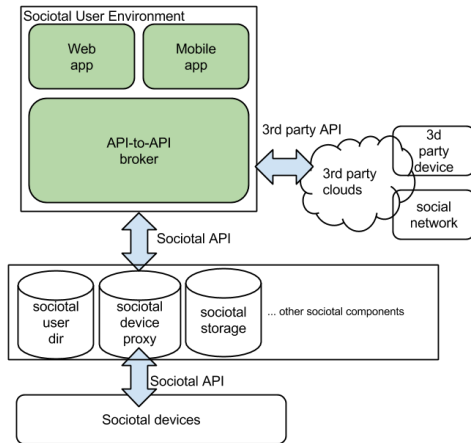 Sociotal User Environment
Web
app
Mobile
app
API-to-API
broker
3rd party API
3rd party
clouds
3d
party
device
social
network
Sociotal API
sociotal
user
dir
sociotal
device
proxy
sociotal
storage
... other sociotal components
Sociotal API
Sociotal devices